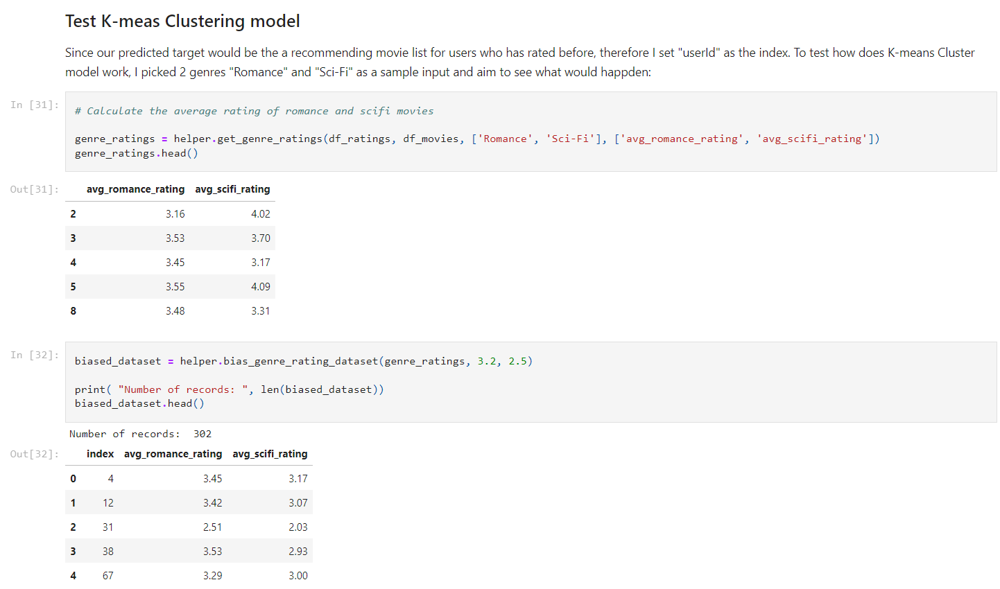 Test K-meas Clustering model
Since our predicted target would be the a recommending movie list for users who has rated before, therefore I set "userId" as the index. To test how does K-means Cluster
model work, I picked 2 genres "Romance" and "Sci-Fi" as a sample input and aim to see what would happden:
In [31]:
# Calculate the average rating of romance and scifi movies
genre_ratings = helper.get_genre_ratings(df_ratings, df_movies, ['Romance', 'Sci-Fi'], ['avg_romance_rating', 'avg_scifi_rating'])
genre_ratings.head()
Out[31]:
avg_romance_rating avg_scifi_rating
2 3.16 4.02
3 3.53 3.70
4 3.45 3.17
5 3.55 4.09
8 3.48 3.31
In [32]:
biased_dataset = helper.bias_genre_rating_dataset(genre_ratings, 3.2, 2.5)
print( "Number of records: ", len(biased_dataset))
biased_dataset.head()
Number of records:  302
Out[32]:
index avg_romance_rating avg_scifi_rating
0 4 3.45 3.17
1 12 3.42 3.07
2 31 2.51 2.03
3 38 3.53 2.93
4 67 3.29 3.00